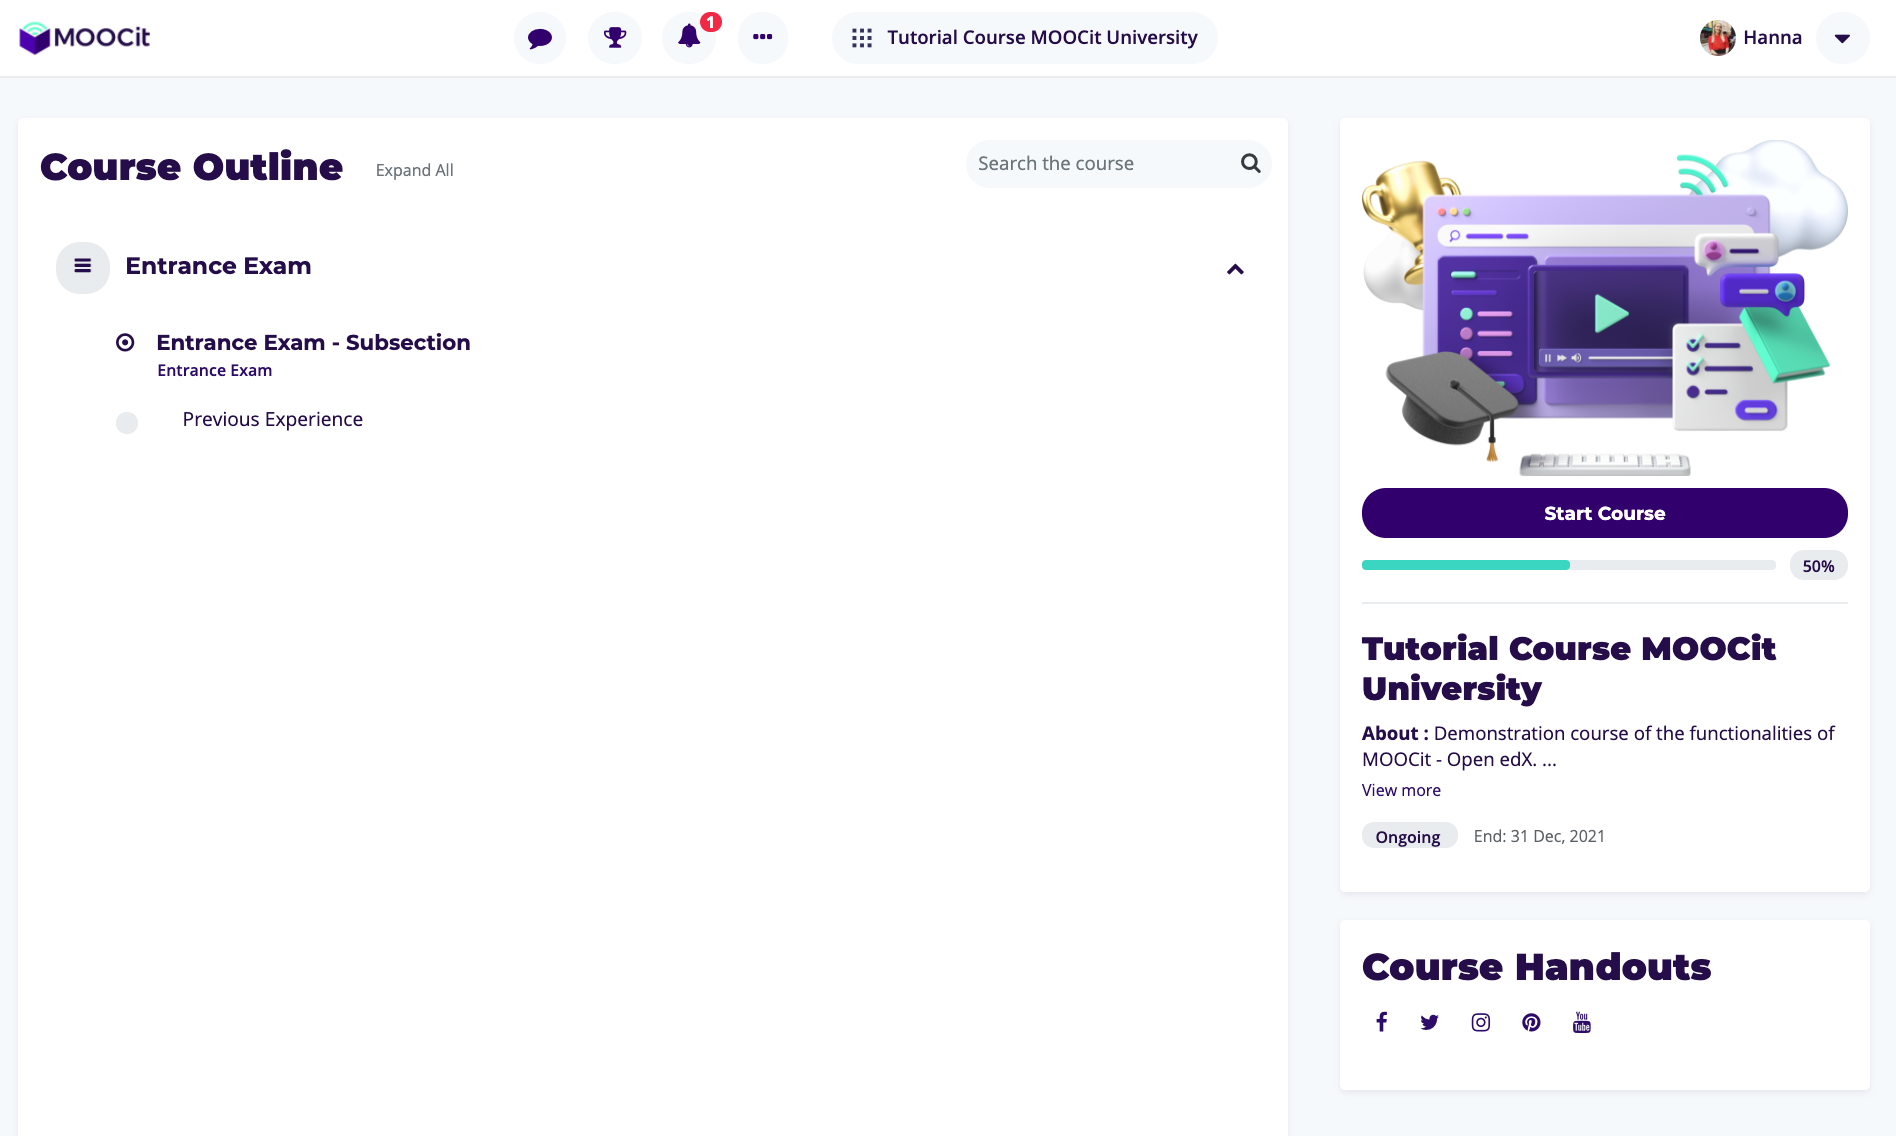 MOOCit
1
Tutorial Course MOOCit University
Hanna
Course Outline
Expand All
Search the course
Entrance Exam
Entrance Exam - Subsection
Entrance Exam
Previous Experience
Start Course
50%
Tutorial Course MOOCit
University
About : Demonstration course of the functionalities of
MOOCit - Open edX. ...
View more
Ongoing
End: 31 Dec, 2021
Course Handouts
You
Tube